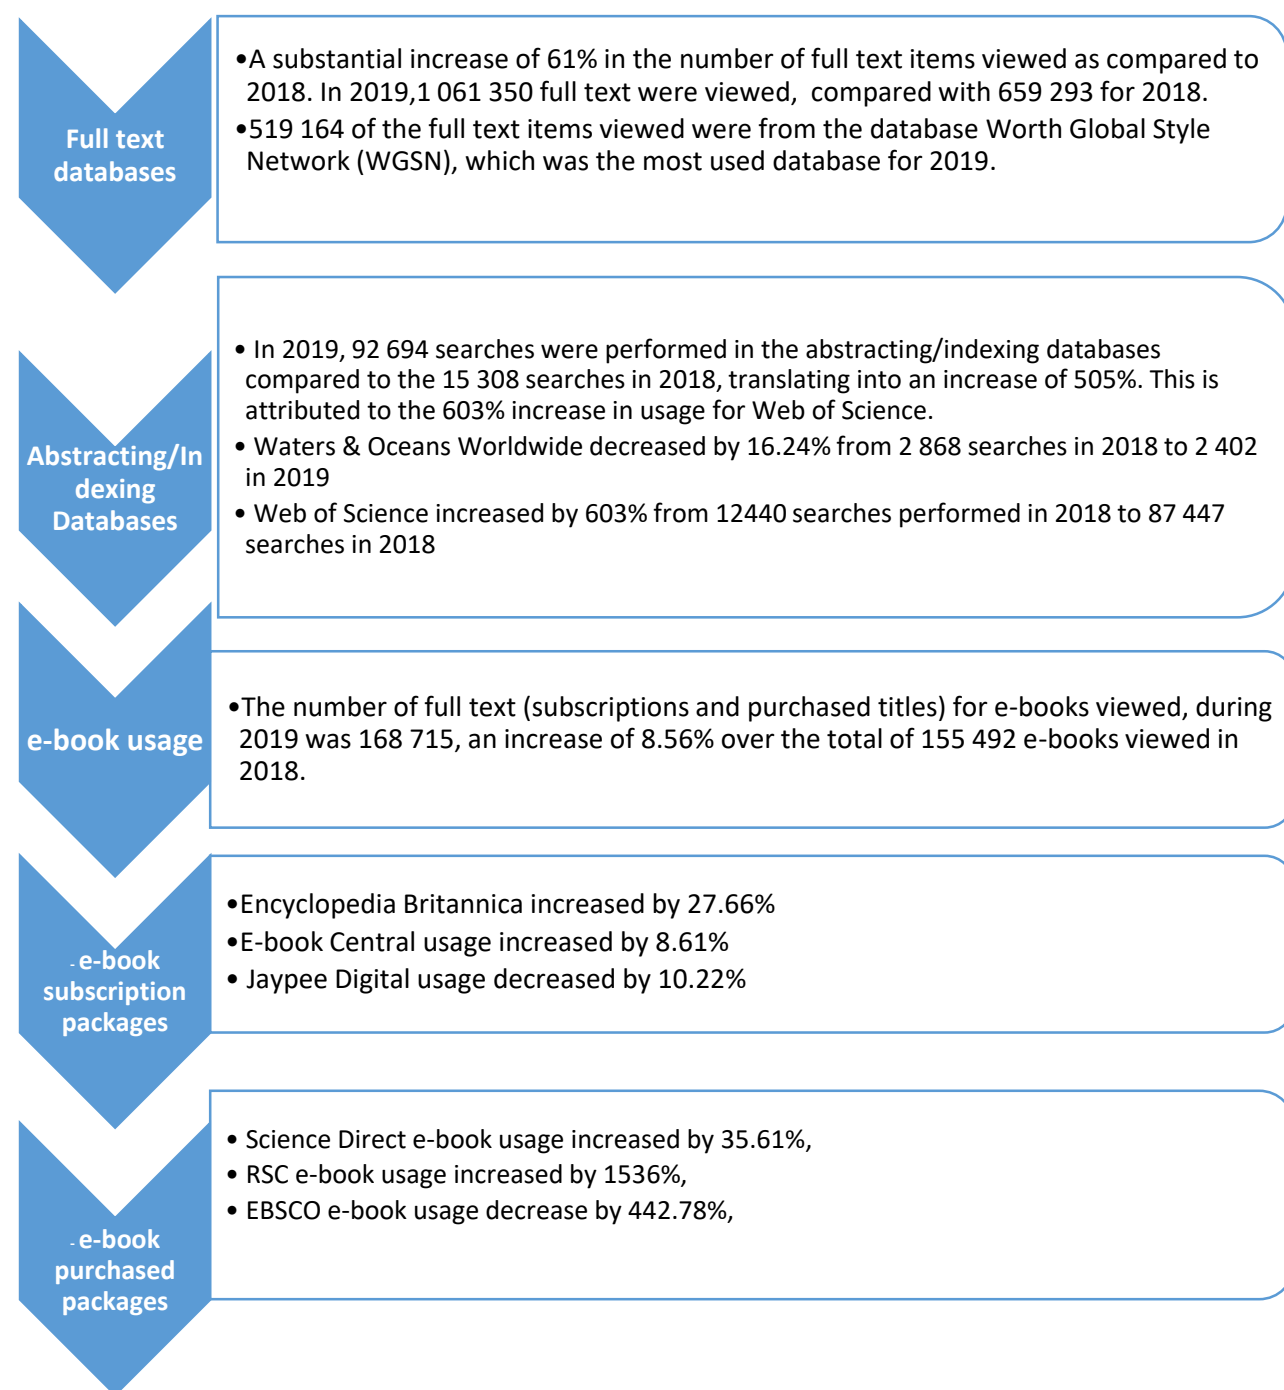 Full text
databases
•A substantial increase of 61% in the number of full text items viewed as compared to
2018. In 2019,1 061 350 full text were viewed, compared with 659 293 for 2018.
•519 164 of the full text items viewed were from the database Worth Global Style
Network (WGSN), which was the most used database for 2019.
Abstracting/In
dexing
Databases
• In 2019, 92 694 searches were performed in the abstracting/indexing databases
compared to the 15 308 searches in 2018, translating into an increase of 505%. This is
attributed to the 603% increase in usage for Web of Science.
• Waters & Oceans Worldwide decreased by 16.24% from 2 868 searches in 2018 to 2 402
in 2019
• Web of Science increased by 603% from 12440 searches performed in 2018 to 87 447
searches in 2018
e-book usage
•The number of full text (subscriptions and purchased titles) for e-books viewed, during
2019 was 168 715, an increase of 8.56% over the total of 155 492 e-books viewed in
2018.
- e-book
subscription
packages
•Encyclopedia Britannica increased by 27.66%
•E-book Central usage increased by 8.61%
• Jaypee Digital usage decreased by 10.22%
- e-book
purchased
packages
• Science Direct e-book usage increased by 35.61%,
• RSC e-book usage increased by 1536%,
• EBSCO e-book usage decrease by 442.78%,